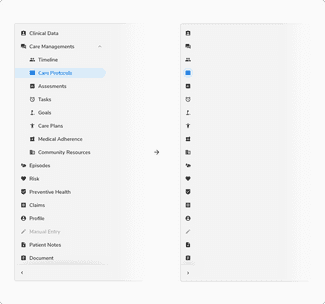 Clinical Data
Care Managements
Timeline
Care Protocols
Assesments
Tasks
Goals
Care Plans
Medical Adherence
Community Resources
Episodes
Risk
Preventive Health
Claims
Profile
Manual Entry
Patient Notes
Document